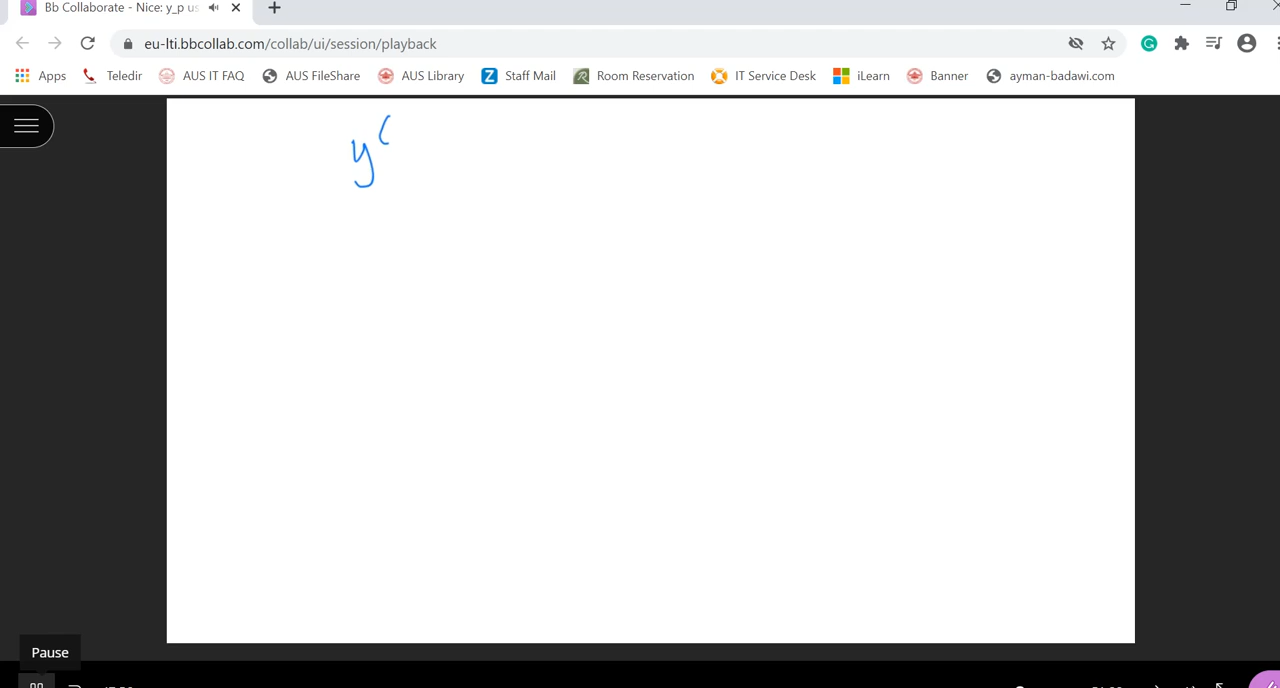 Bb Collaborate - Nice: y_p us
eu-lti.bbcollab.com/collab/ui/session/playback
Apps Teledir AUS IT FAQ AUS FileShare AUS Library Staff Mail Room Reservation IT Service Desk iLearn Banner ayman-badawi.com
y(
Pause